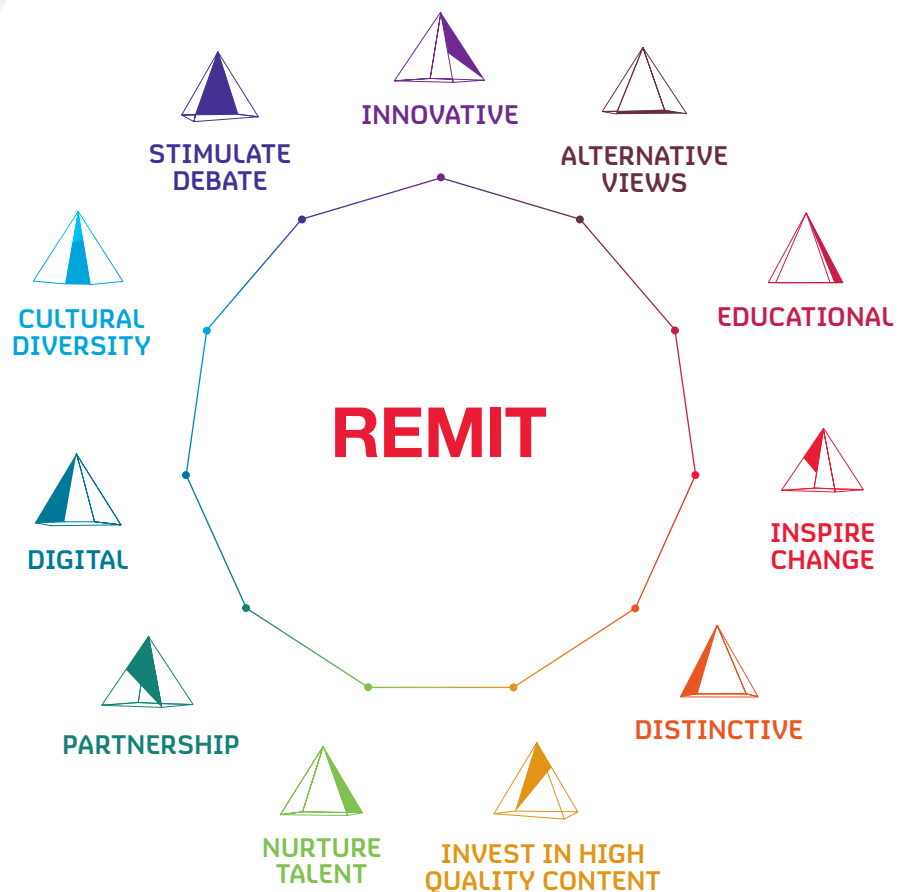 INNOVATIVE
STIMULATE
DEBATE
ALTERNATIVE
VIEWS
CULTURAL
DIVERSITY
EDUCATIONAL
REMIT
DIGITAL
INSPIRE
CHANGE
PARTNERSHIP
DISTINCTIVE
NURTURE
TALENT
INVEST IN HIGH
QUALITY CONTENT